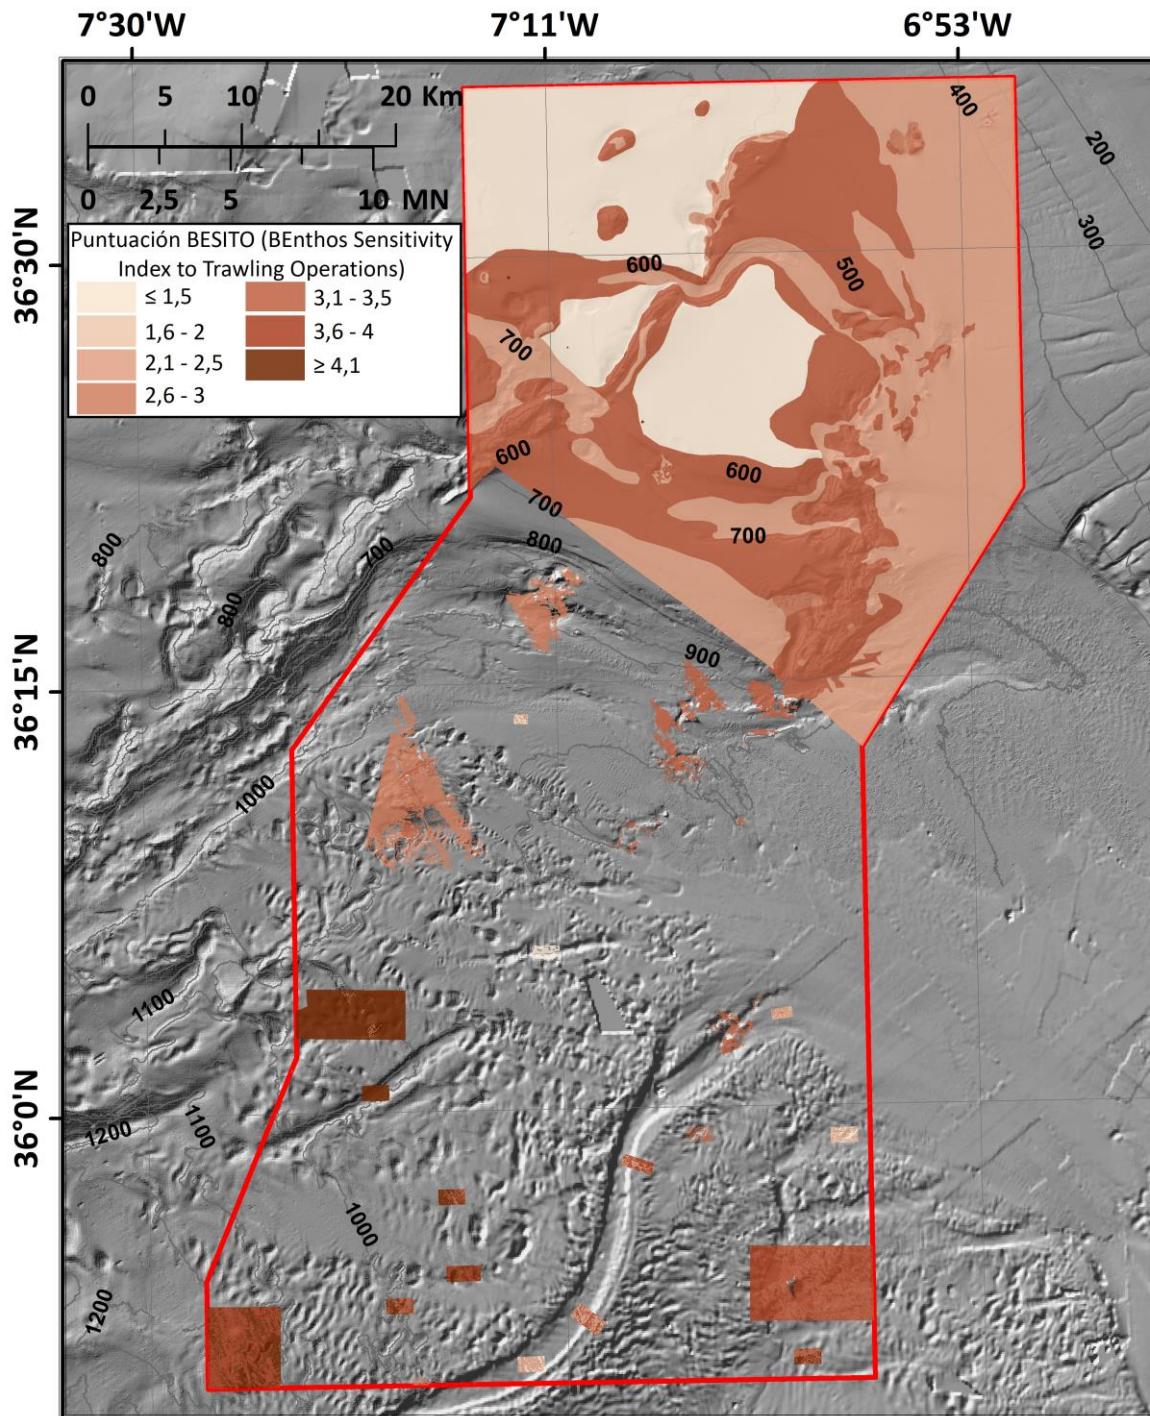 7°30'W 7°11'W 6°53'W
0 5 10 20 Km
0 2,5 5 10 MN
Puntuación BESITO (BEnthos Sensitivity
Index to Trawling Operations)
≤ 1,5 3,1 - 3,5
1,6 - 2 3,6 - 4
2,1 - 2,5 ≥ 4,1
2,6 - 3
36°30'N
36°15'N
36°0'N
400
200
300
600
500
700
600
600
700
700
800
800
700
800
900
1000
1100
1200
1100
1000
1200